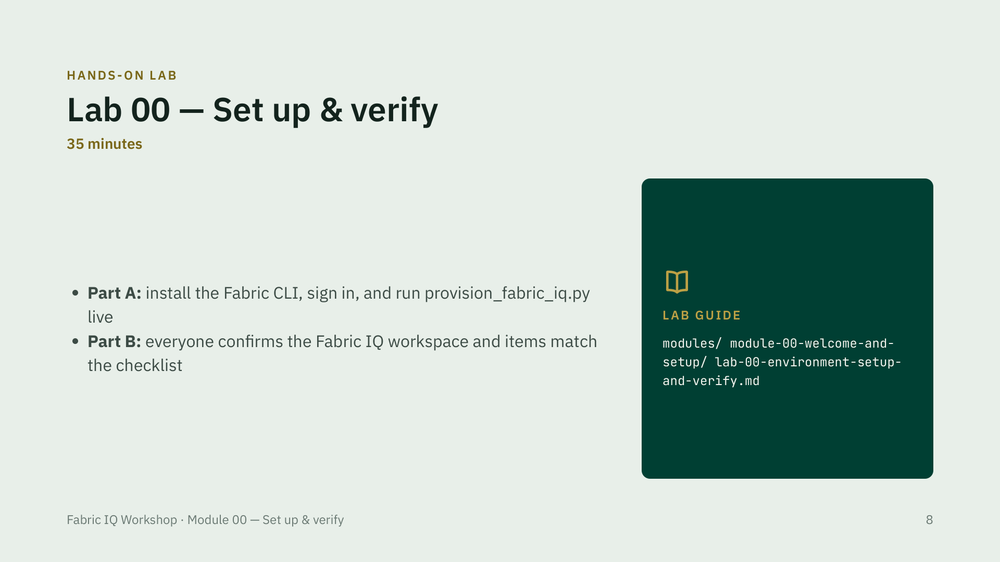 HANDS-ON LAB
Lab 00 — Set up & verify
35 minutes
• Part A: install the Fabric CLI, sign in, and run provision_fabric_iq.py
live
• Part B: everyone confirms the Fabric IQ workspace and items match
the checklist
LAB GUIDE
modules/ module-00-welcome-and-
setup/ lab-00-environment-setup-
and-verify.md
Fabric IQ Workshop · Module 00 — Set up & verify
8